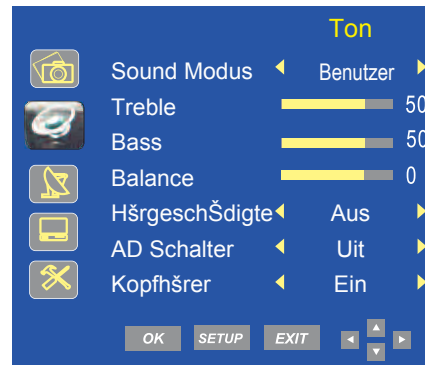 Ton
Sound Modus Benutzer
Treble 50
Bass 50
Balance 0
HšrgeschŠdigte Aus
AD Schalter Uit
Kopfhšrer Ein
OK SETUP EXIT